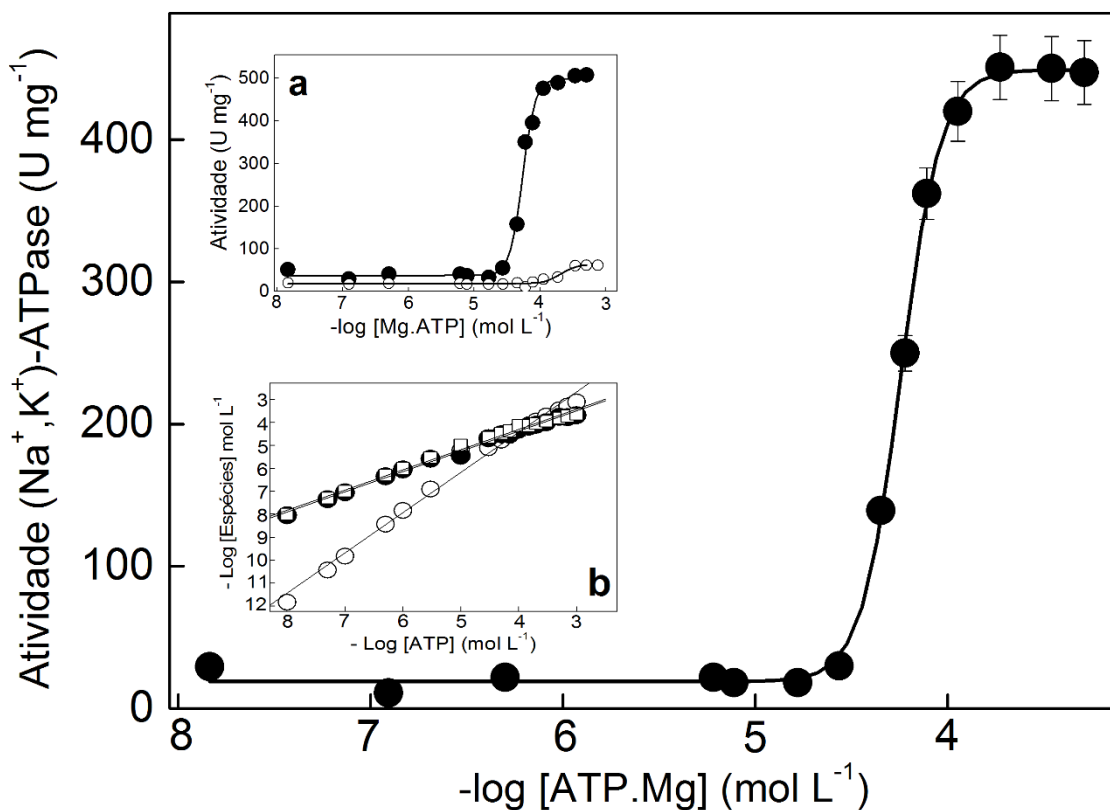 Atividade (Na⁺,K⁺)-ATPase (U mg⁻¹)
400
300
200
100
0
8 7 6 5 4
-log [ATP.Mg] (mol L⁻¹)
a
Atividade (U mg⁻¹)
500
400
300
200
100
0
8 7 6 5 4 3
-log [Mg.ATP] (mol L⁻¹)
b
- Log [Espécies] mol L⁻¹
3
4
5
6
7
8
9
10
11
12
8 7 6 5 4 3
- Log [ATP] (mol L⁻¹)